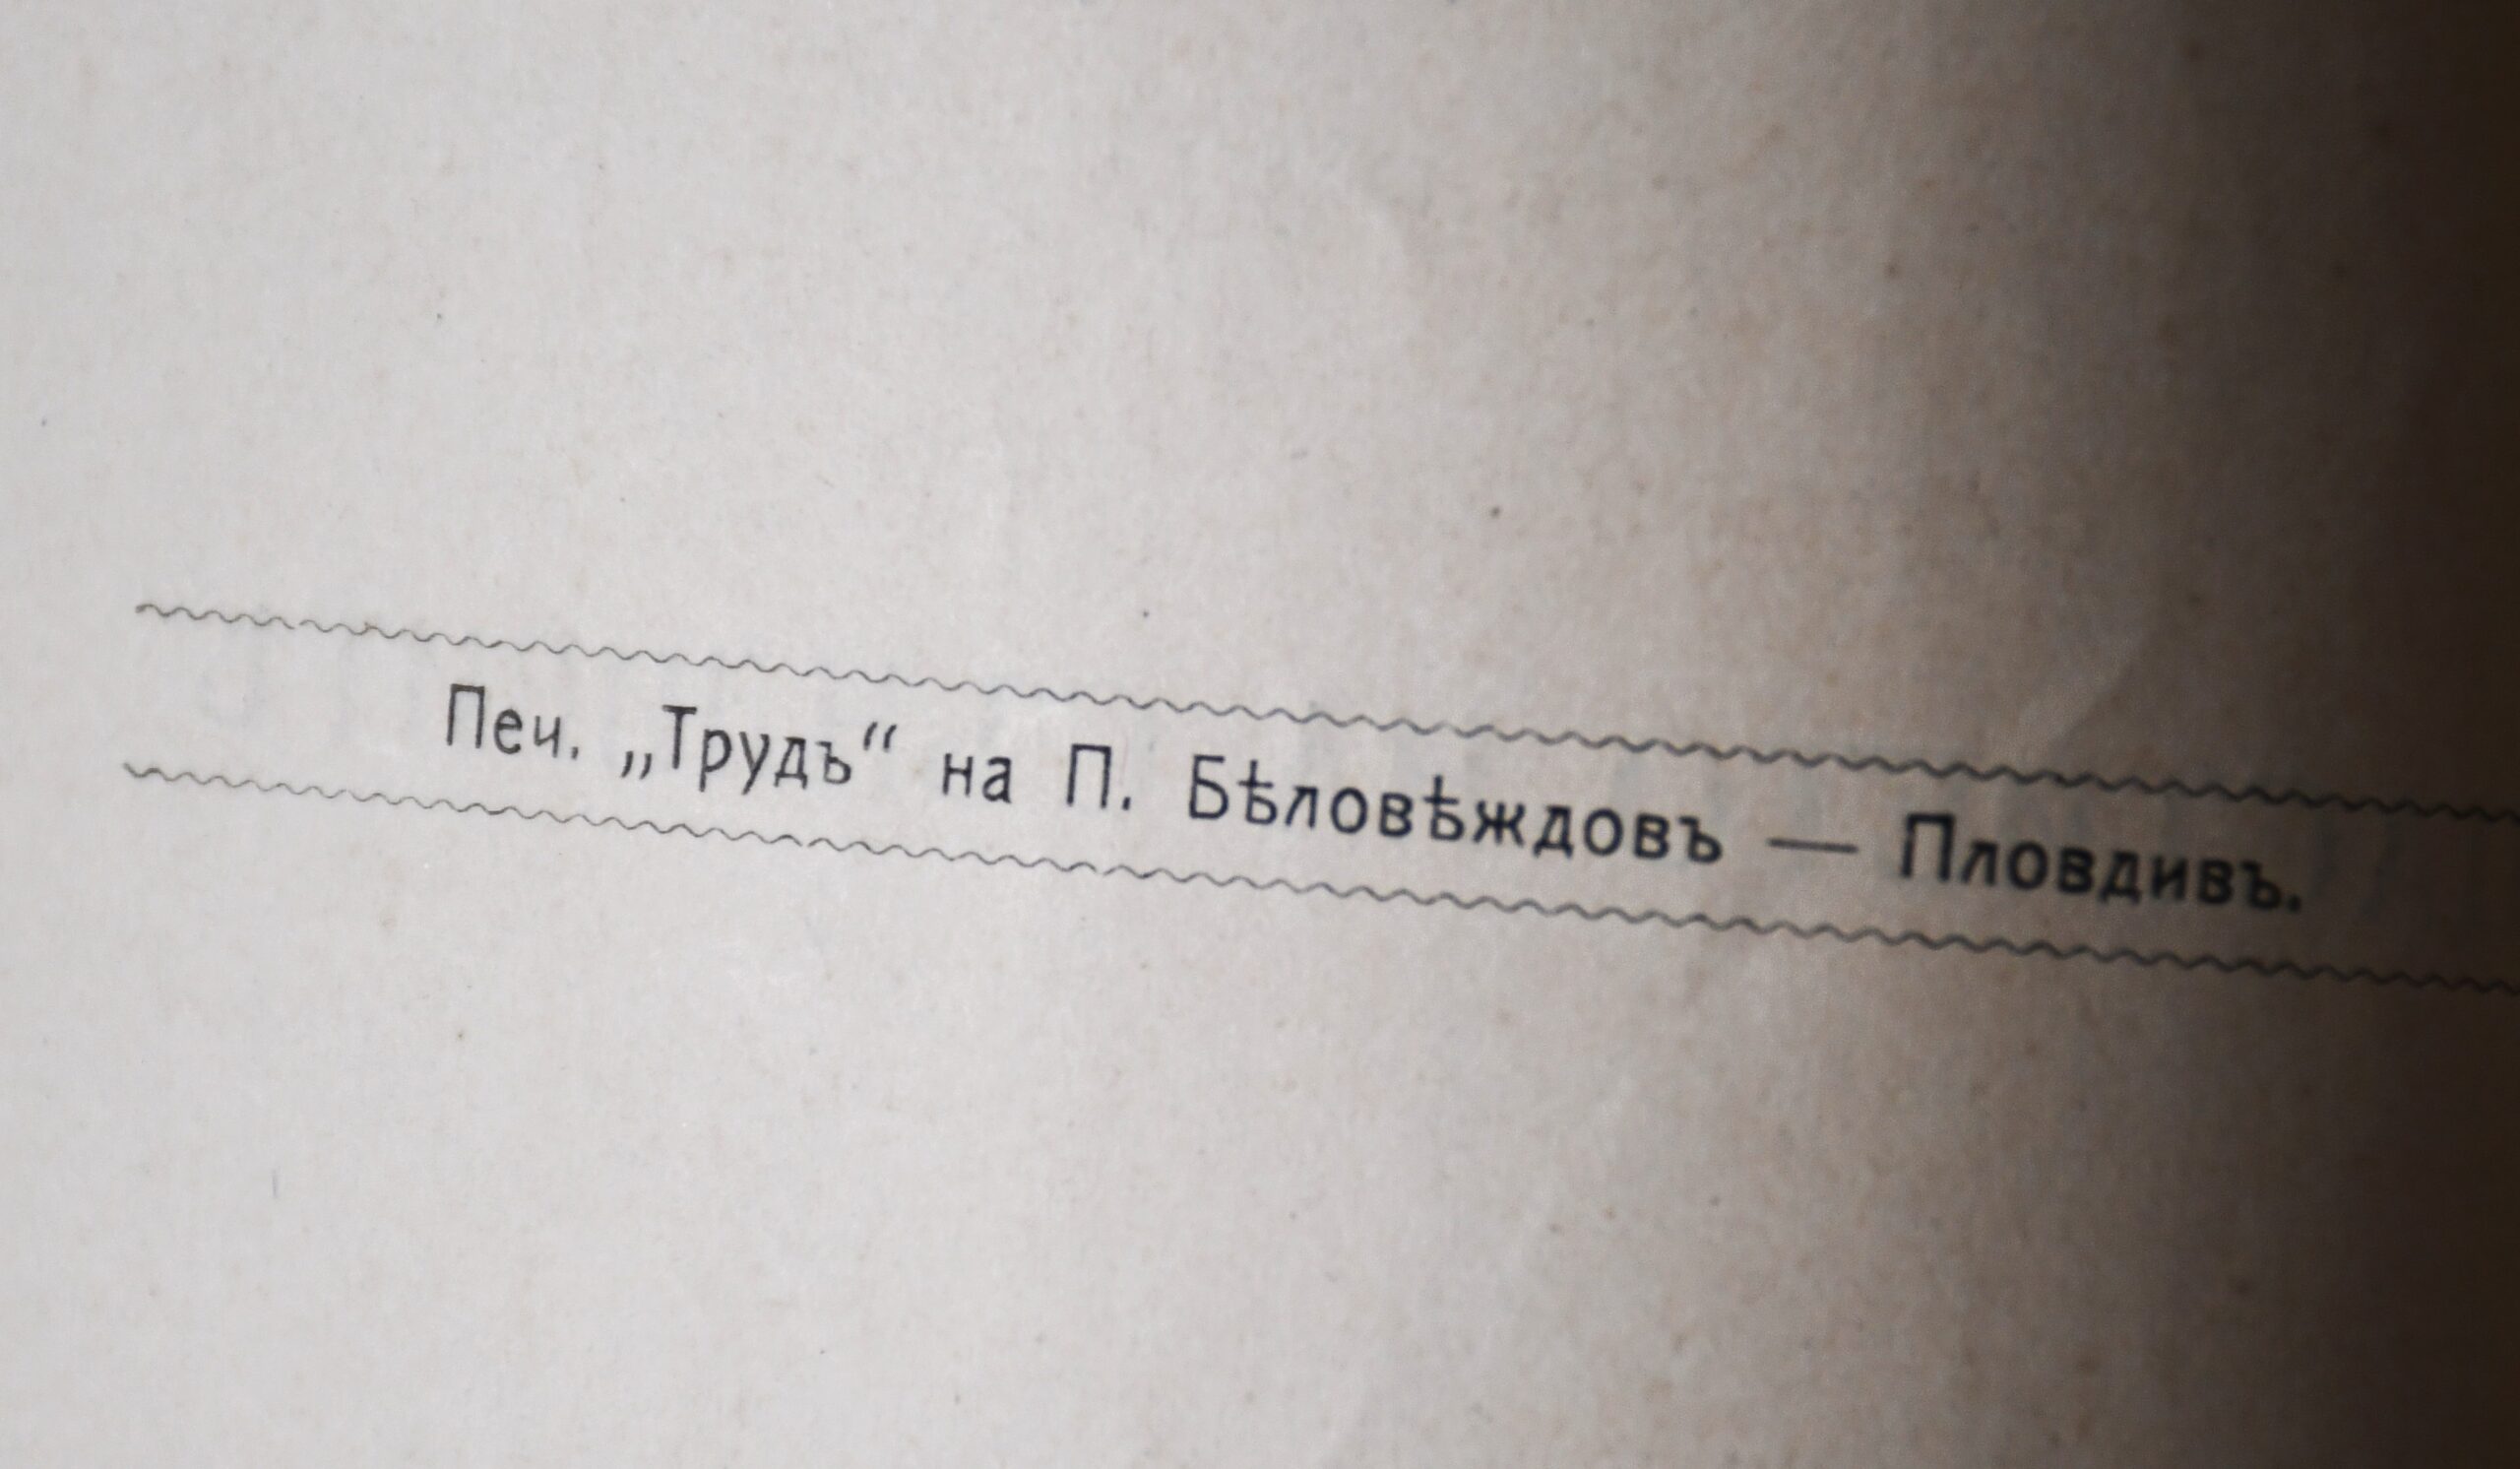 Печ. „Трудъ“ на П. Бѣловѣждовъ — Пловдивъ.